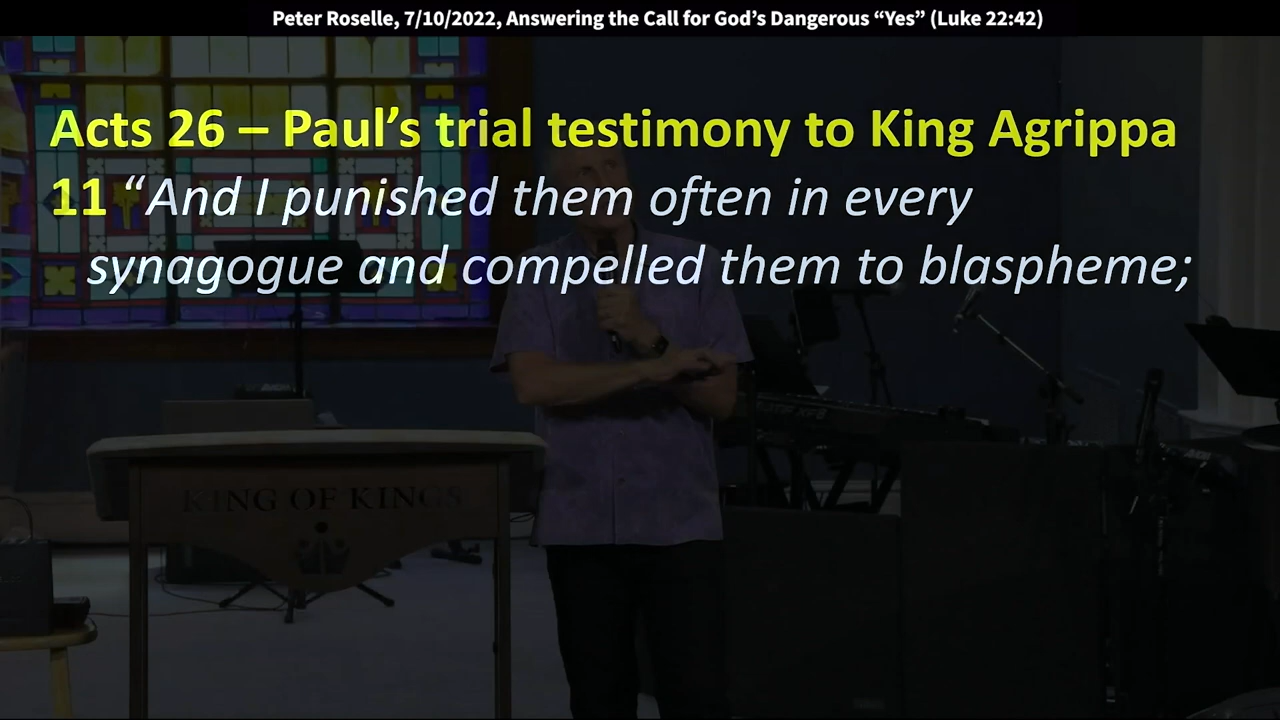 Peter Roselle, 7/10/2022, Answering the Call for God’s Dangerous “Yes” (Luke 22:42)
Acts 26 – Paul’s trial testimony to King Agrippa
11 “And I punished them often in every
synagogue and compelled them to blaspheme;
KING OF KINGS